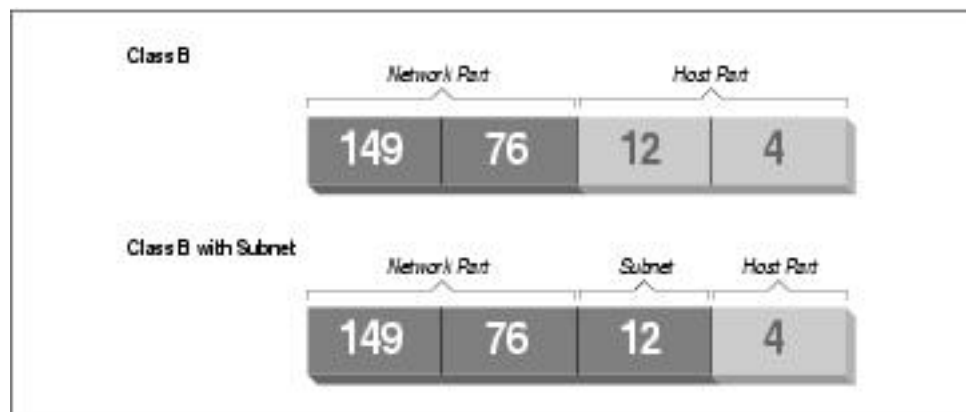 Class B
Network Part Host Part
149 76 12 4
Class B with Subnet
Network Part Subnet Host Part
149 76 12 4